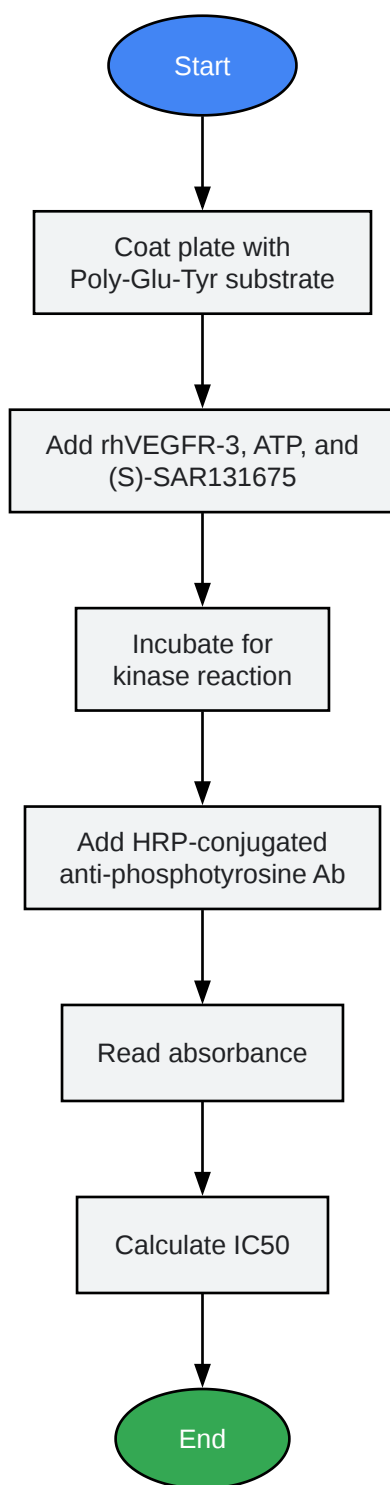 Start
Coat plate with
Poly-Glu-Tyr substrate
Add rhVEGFR-3, ATP, and
(S)-SAR131675
Incubate for
kinase reaction
Add HRP-conjugated
anti-phosphotyrosine Ab
Read absorbance
Calculate IC50
End